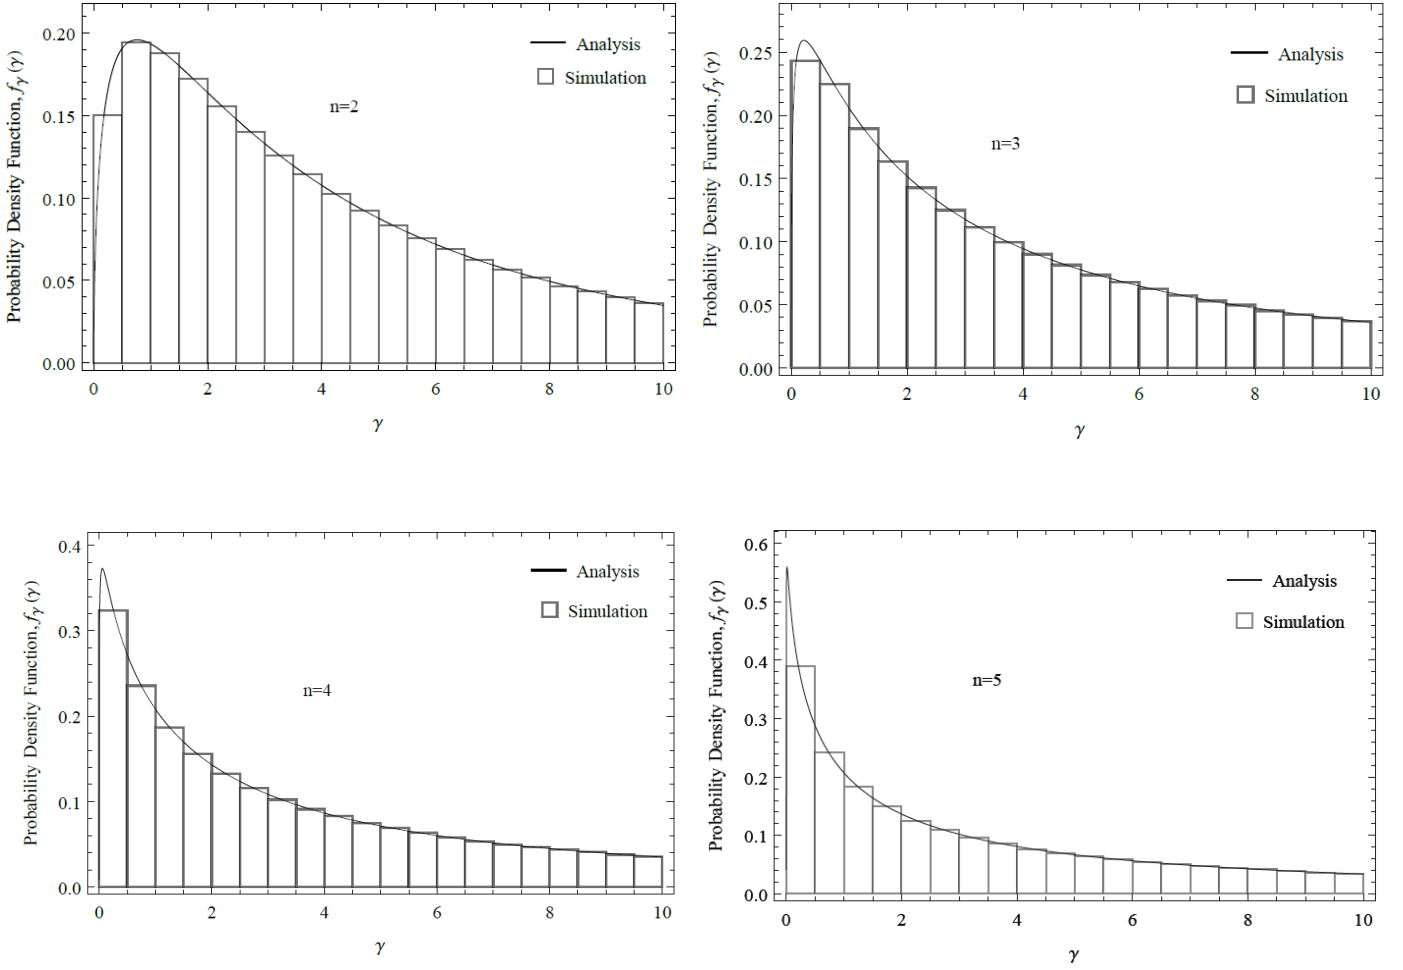 Probability Density Function, fγ(γ)
0.20
0.15
0.10
0.05
0.00
Analysis
Simulation
n=2
0 2 4 6 8 10
γ
Probability Density Function, fγ(γ)
0.25
0.20
0.15
0.10
0.05
0.00
Analysis
Simulation
n=3
0 2 4 6 8 10
γ
Probability Density Function, fγ(γ)
0.4
0.3
0.2
0.1
0.0
Analysis
Simulation
n=4
0 2 4 6 8 10
γ
Probability Density Function, fγ(γ)
0.6
0.5
0.4
0.3
0.2
0.1
0.0
Analysis
Simulation
n=5
0 2 4 6 8 10
γ